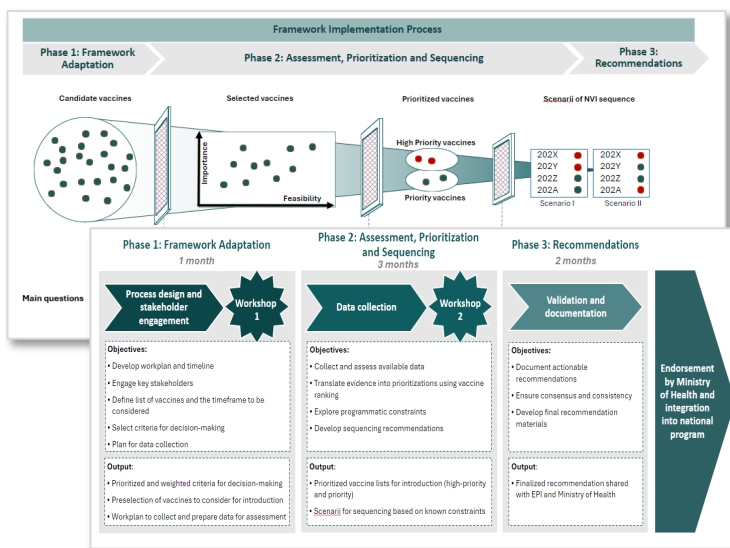 Framework Implementation Process
Phase 1: Framework
Adaptation
Phase 2: Assessment, Prioritization and Sequencing
Phase 3:
Recommendations
Candidate vaccines
Selected vaccines
Prioritized vaccines
Scenarii of NVI sequence
Importance
Feasibility
High Priority vaccines
Priority vaccines
202X
202Y
202Z
202A
Scenario I
202X
202Y
202Z
202A
Scenario II
Main questions
Phase 1: Framework Adaptation
1 month
Phase 2: Assessment, Prioritization
and Sequencing
3 months
Phase 3: Recommendations
2 months
Process design and
stakeholder
engagement
Workshop
1
Data collection
Workshop
2
Validation and
documentation
Objectives:
• Develop workplan and timeline
• Engage key stakeholders
• Define list of vaccines and the timeframe to be
considered
• Select criteria for decision-making
• Plan for data collection
Objectives:
• Collect and assess available data
• Translate evidence into prioritizations using vaccine
ranking
• Explore programmatic constraints
• Develop sequencing recommendations
Objectives:
• Document actionable
recommendations
• Ensure consensus and consistency
• Develop final recommendation
materials
Output:
• Prioritized and weighted criteria for decision-making
• Preselection of vaccines to consider for introduction
• Workplan to collect and prepare data for assessment
Output:
• Prioritized vaccine lists for introduction (high-priority
and priority)
• Scenarii for sequencing based on known constraints
Output:
• Finalized recommendation shared
with EPI and Ministry of Health
Endorsement
by Ministry
of Health and
integration
into national
program